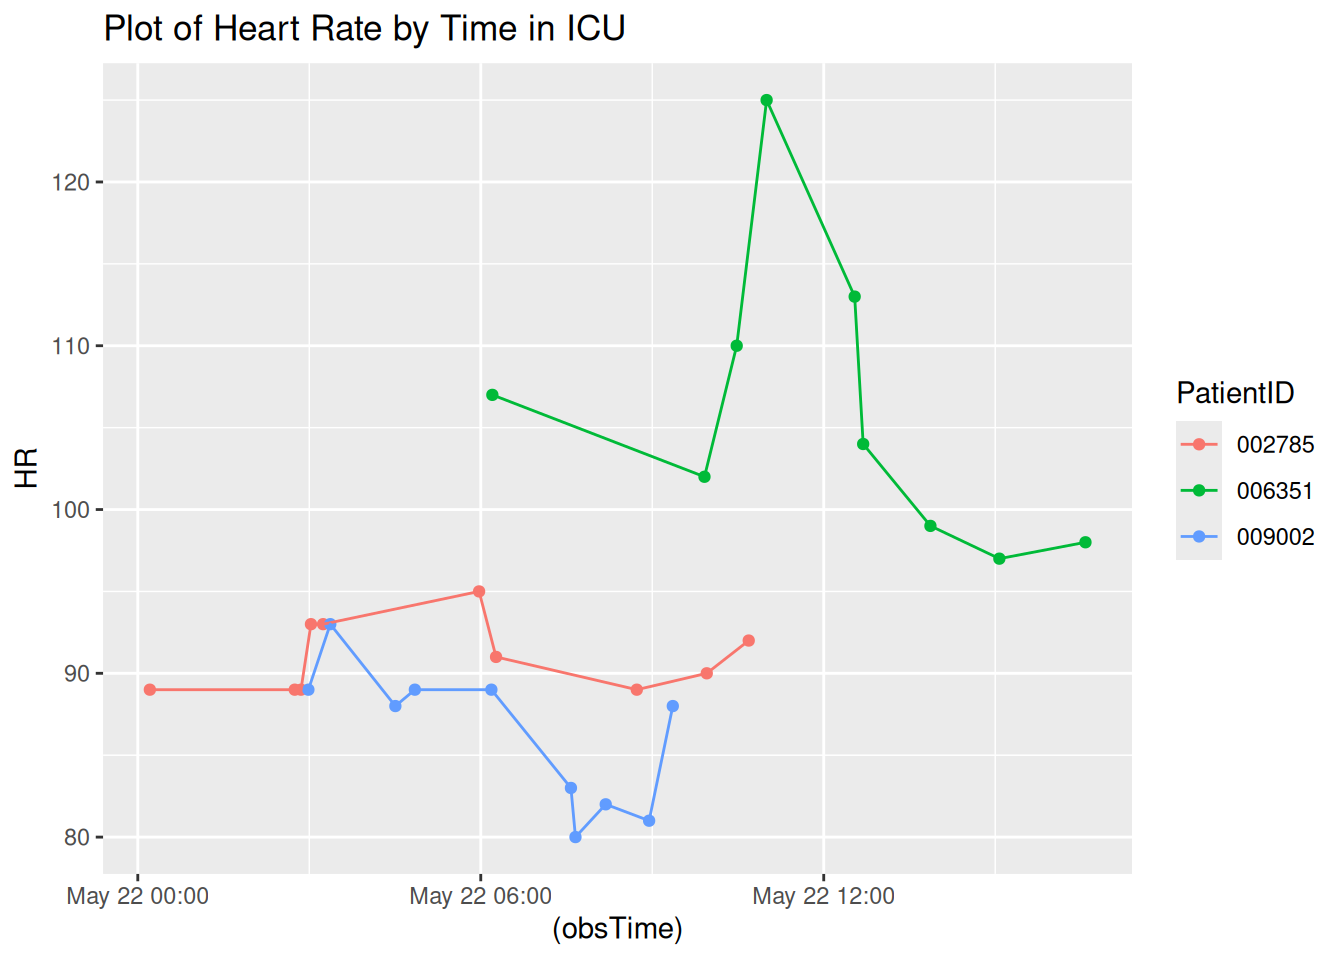 Plot of Heart Rate by Time in ICU
HR
120
110
100
90
80
May 22 00:00
May 22 06:00
May 22 12:00
(obsTime)
PatientID
002785
006351
009002